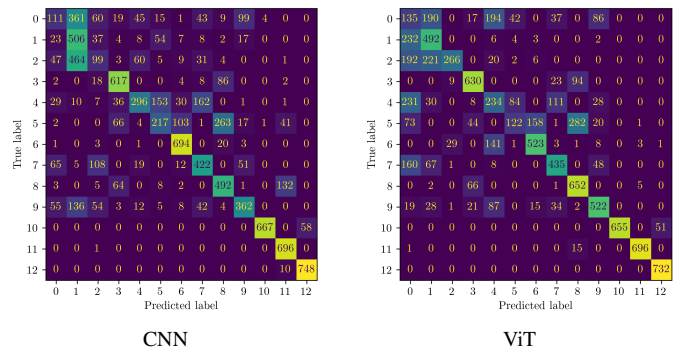 0 111 361 60 19 45 15 1 43 9 99 4 0 0
1 23 506 37 4 8 54 7 8 2 17 0 0 0
2 47 464 99 3 60 5 9 31 4 0 0 2 0
3 2 0 18 617 0 0 4 8 86 0 0 1 0
4 29 10 7 36 296 153 30 162 0 1 0 1 0
5 0 0 3 66 4 217 103 1 263 17 1 41 0
6 1 0 3 0 20 0 694 0 20 3 0 0 0
7 65 5 108 0 19 0 12 422 0 51 0 0 0
8 3 0 5 64 0 8 2 0 492 1 0 132 0
9 55 136 54 3 12 5 8 42 4 362 0 0 0
10 0 0 0 0 0 0 0 0 0 0 667 0 58
11 0 0 1 0 0 0 0 0 0 0 0 696 0
12 0 0 0 0 0 0 0 0 0 0 0 10 748
0 1 2 3 4 5 6 7 8 9 10 11 12
True label
Predicted label
CNN
0 135 190 0 17 194 42 0 37 0 86 0 0 0
1 232 492 0 0 6 4 3 0 0 2 0 0 0
2 192 221 266 0 20 2 6 0 0 0 0 0 0
3 0 9 0 630 0 0 0 23 94 0 0 0 0
4 231 30 0 8 234 84 0 111 0 28 0 0 0
5 73 0 0 0 0 122 158 1 282 20 0 1 0
6 0 0 29 0 141 1 523 3 1 8 0 3 1
7 160 67 1 0 8 0 0 435 0 48 0 0 0
8 0 2 0 66 0 0 0 1 652 0 0 5 0
9 19 28 1 21 87 0 15 34 2 522 0 0 0
10 0 0 0 0 0 0 0 0 0 0 655 0 51
11 1 0 0 0 0 0 0 0 15 0 0 696 0
12 0 0 0 0 0 0 0 0 0 0 0 0 732
0 1 2 3 4 5 6 7 8 9 10 11 12
True label
Predicted label
ViT